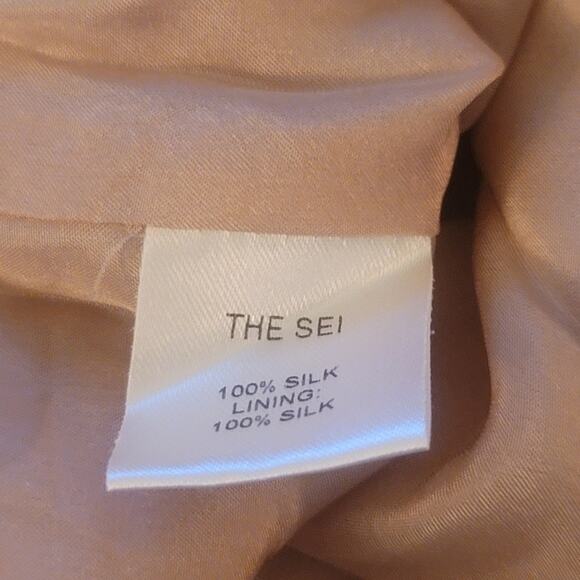 THE SEI
100% SILK
LINING:
100% SILK